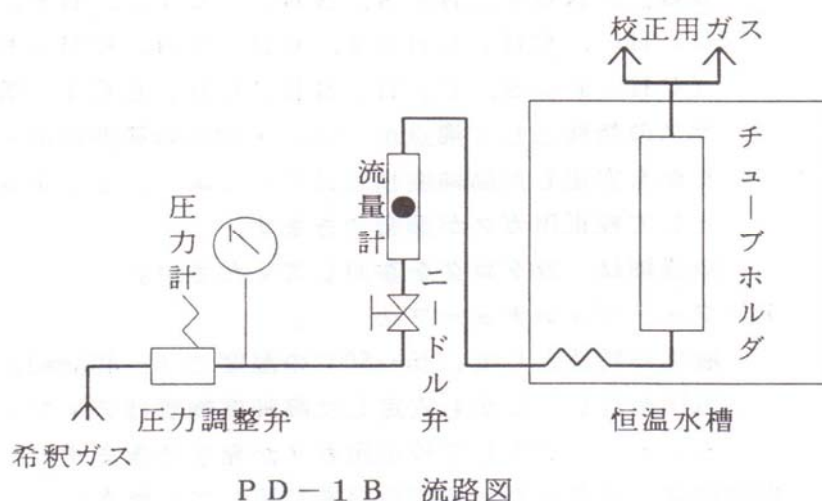 校正用ガス
チューブホルダ
流量計
圧力計
ニードル弁
圧力調整弁
恒温水槽
希釈ガス
PD-1B 流路図